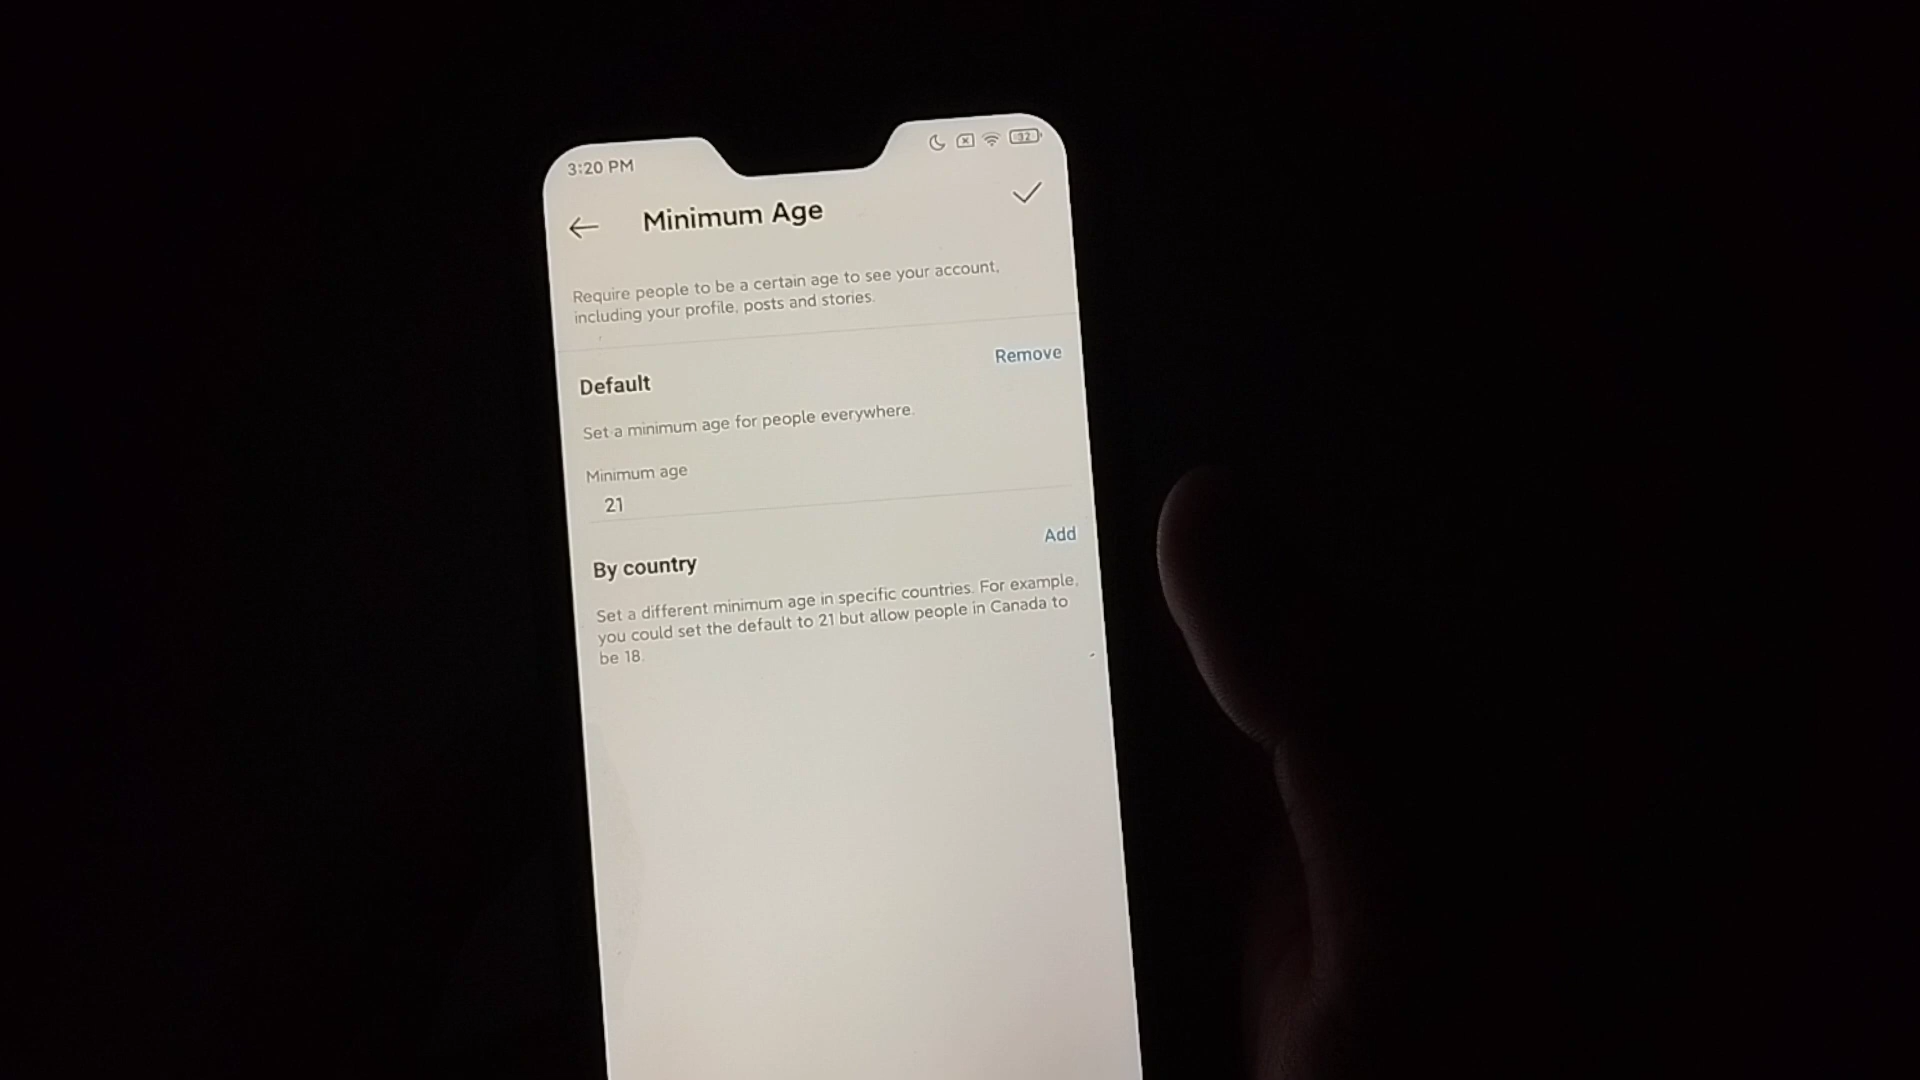 3:20 PM
32
Minimum Age
Require people to be a certain age to see your account,
including your profile, posts and stories.
Remove
Default
Set a minimum age for people everywhere.
Minimum age
21
Add
By country
Set a different minimum age in specific countries. For example,
you could set the default to 21 but allow people in Canada to
be 18.